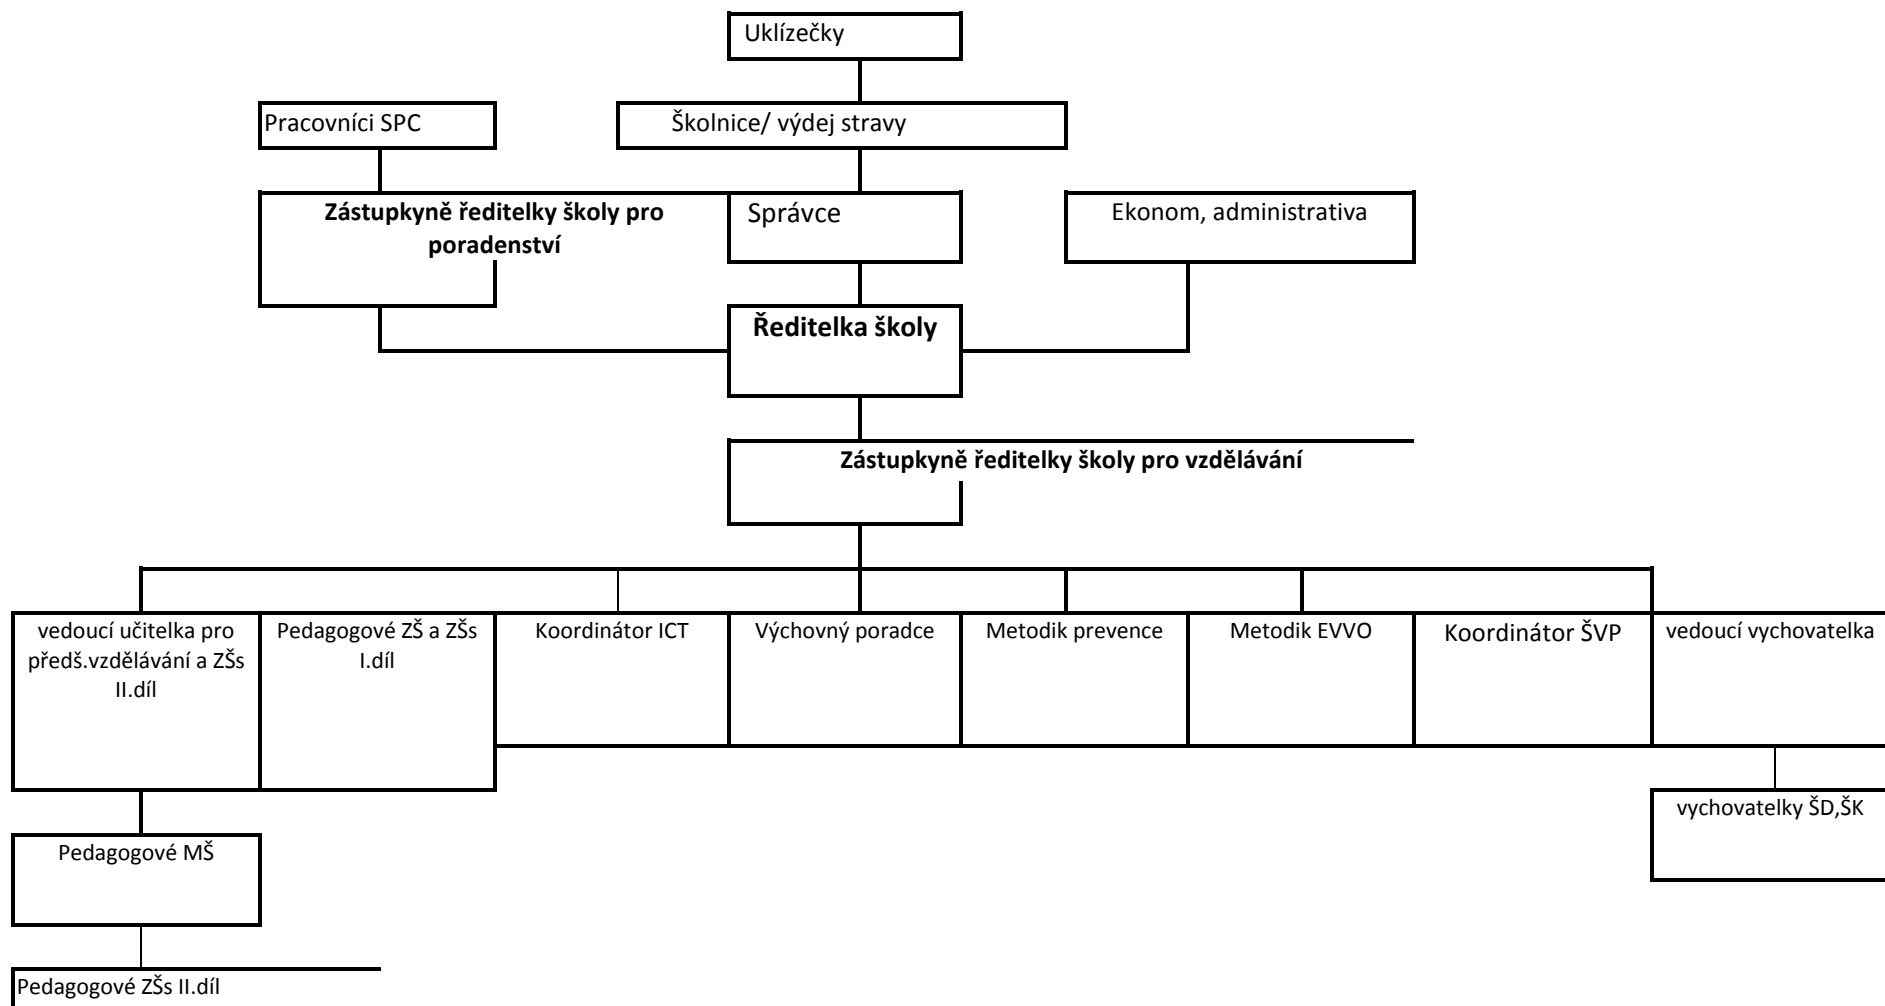 Uklízečky
Pracovníci SPC
Školnice/ výdej stravy
Zástupkyně ředitelky školy pro
poradenství
Správce
Ekonom, administrativa
Ředitelka školy
Zástupkyně ředitelky školy pro vzdělávání
vedoucí učitelka pro
předš.vzdělávání a ZŠs
II.díl
Pedagogové ZŠ a ZŠs
I.díl
Koordinátor ICT
Výchovný poradce
Metodik prevence
Metodik EVVO
Koordinátor ŠVP
vedoucí vychovatelka
vychovatelky ŠD,ŠK
Pedagogové MŠ
Pedagogové ZŠs II.díl